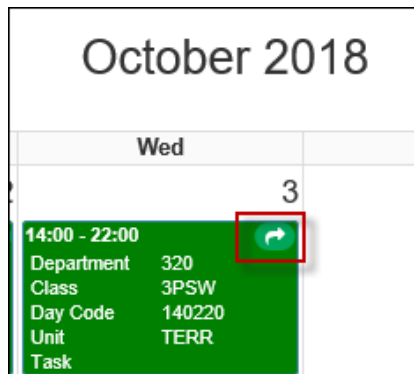 October 2018
Wed
3
14:00 - 22:00
Department 320
Class 3PSW
Day Code 140220
Unit TERR
Task